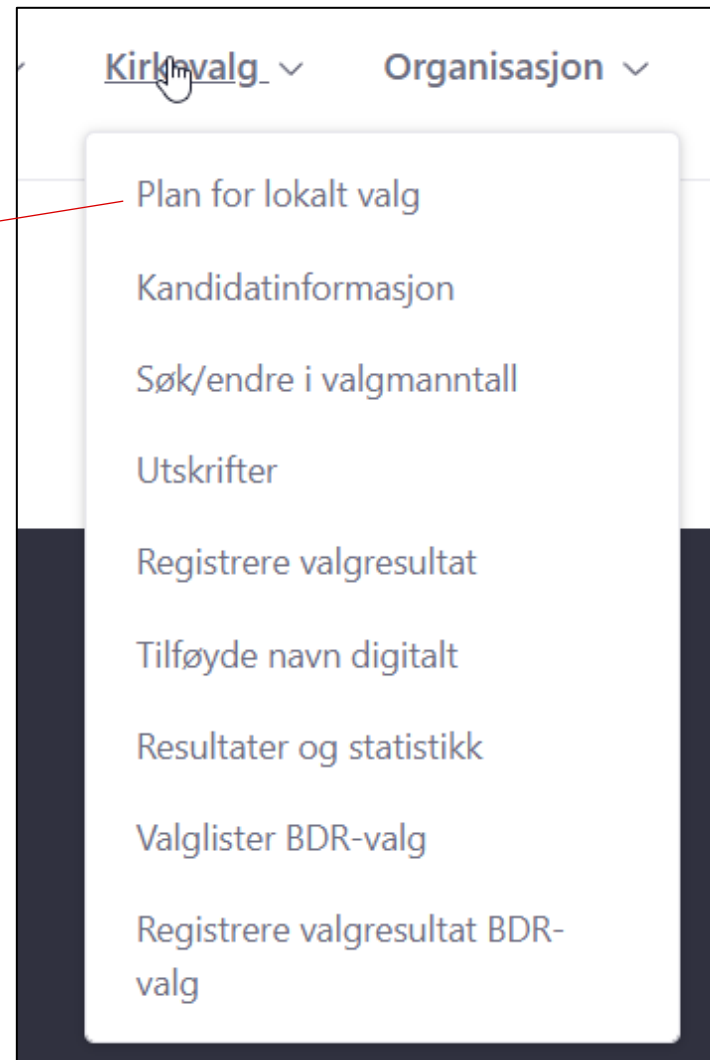 Kirkevalg Organisasjon
Plan for lokalt valg
Kandidatinformasjon
Søk/endre i valgmanntall
Utskrifter
Registrere valgresultat
Tilføyde navn digitalt
Resultater og statistikk
Valglister BDR-valg
Registrere valgresultat BDR-
valg